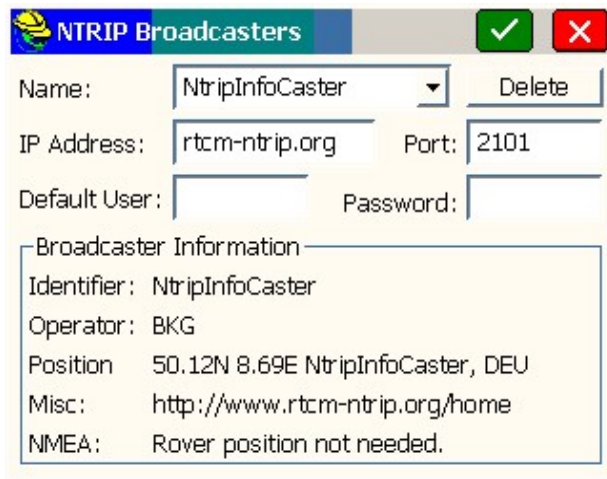 NTRIP Broadcasters
Name: NtripInfoCaster Delete
IP Address: rtcm-ntrip.org Port: 2101
Default User: Password:
Broadcaster Information
Identifier: NtripInfoCaster
Operator: BKG
Position 50.12N 8.69E NtripInfoCaster, DEU
Misc: http://www.rtcm-ntrip.org/home
NMEA: Rover position not needed.